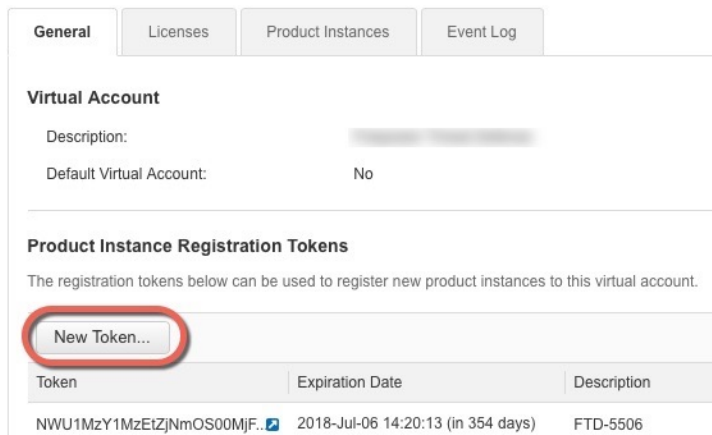 General Licenses Product Instances Event Log
Virtual Account
Description:
Default Virtual Account: No
Product Instance Registration Tokens
The registration tokens below can be used to register new product instances to this virtual account.
New Token...
Token Expiration Date Description
NWU1MzY1MzEtZjNmOS00MjF.. 2018-Jul-06 14:20:13 (in 354 days) FTD-5506